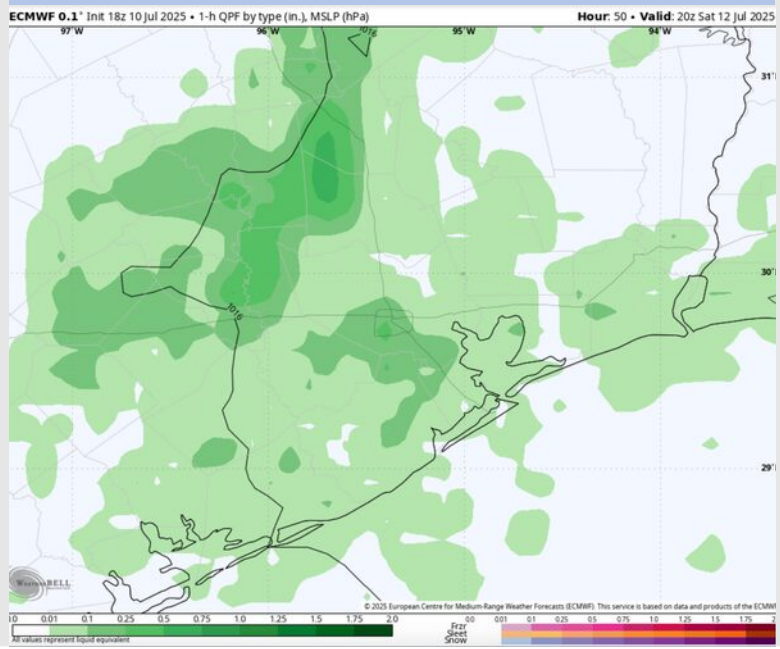 ECMWF 0.1° Init 18z 10 Jul 2025 • 1-h QPF by type (in.), MSLP (hPa) Hour: 50 • Valid: 20z Sat 12 Jul 2025
97°W 96°W 95°W 94°W
1016
31°
30°
1016
29°
WeatherBELL
© 2025 European Centre for Medium-Range Weather Forecasts (ECMWF). This service is based on data and products of the ECMWF
0.0 0.01 0.1 0.25 0.5 0.75 1.0 1.25 1.5 1.75 2.0 0.0 0.01 0.1 0.25 0.5 0.75 1.0 1.25 1.5 1.75 2
Frzr
Sleet
Snow
All values represent liquid equivalent